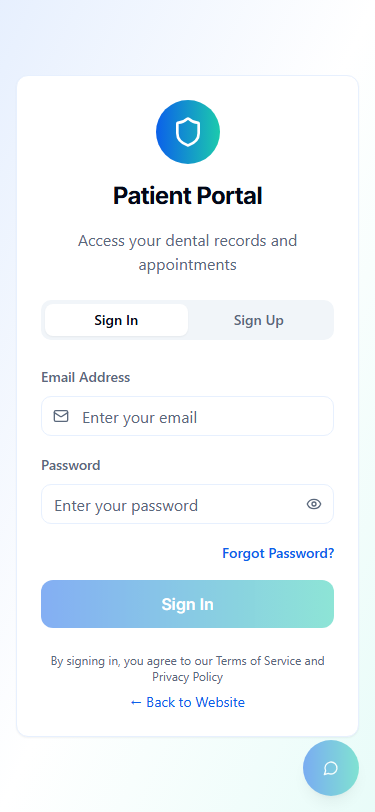 Patient Portal
Access your dental records and
appointments
Sign In
Sign Up
Email Address
Enter your email
Password
Enter your password
Forgot Password?
Sign In
By signing in, you agree to our Terms of Service and
Privacy Policy
← Back to Website